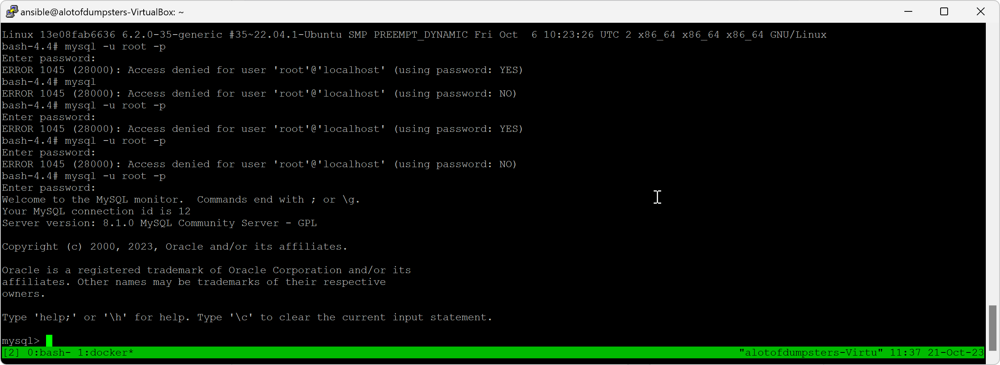 ansible@alotofdumpsters-VirtualBox: ~
Linux 13e08fab6636 6.2.0-35-generic #35~22.04.1-Ubuntu SMP PREEMPT_DYNAMIC Fri Oct  6 10:23:26 UTC 2 x86_64 x86_64 x86_64 GNU/Linux
bash-4.4# mysql -u root -p
Enter password:
ERROR 1045 (28000): Access denied for user 'root'@'localhost' (using password: YES)
bash-4.4# mysql
ERROR 1045 (28000): Access denied for user 'root'@'localhost' (using password: NO)
bash-4.4# mysql -u root -p
Enter password:
ERROR 1045 (28000): Access denied for user 'root'@'localhost' (using password: YES)
bash-4.4# mysql -u root -p
Enter password:
ERROR 1045 (28000): Access denied for user 'root'@'localhost' (using password: NO)
bash-4.4# mysql -u root -p
Enter password:
Welcome to the MySQL monitor.  Commands end with ; or \g.
Your MySQL connection id is 12
Server version: 8.1.0 MySQL Community Server - GPL
Copyright (c) 2000, 2023, Oracle and/or its affiliates.
Oracle is a registered trademark of Oracle Corporation and/or its
affiliates. Other names may be trademarks of their respective
owners.
Type 'help;' or '\h' for help. Type '\c' to clear the current input statement.
mysql>
[2] 0:bash- 1:docker* "alotofdumpsters-Virtu" 11:37 21-Oct-23